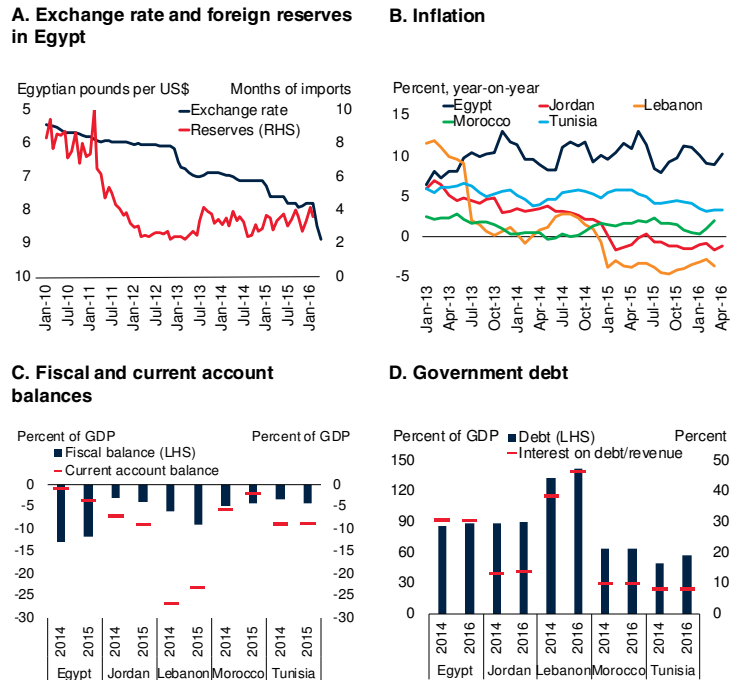 A. Exchange rate and foreign reserves
in Egypt
Egyptian pounds per US$ Months of imports
Exchange rate
Reserves (RHS)
5 10
6 8
7 6
8 4
9 2
10 0
Jan-10 Jul-10 Jan-11 Jul-11 Jan-12 Jul-12 Jan-13 Jul-13 Jan-14 Jul-14 Jan-15 Jul-15 Jan-16
B. Inflation
Percent, year-on-year
Egypt Jordan Lebanon
Morocco Tunisia
15
10
5
0
-5
Jan-13 Apr-13 Jul-13 Oct-13 Jan-14 Apr-14 Jul-14 Oct-14 Jan-15 Apr-15 Jul-15 Oct-15 Jan-16 Apr-16
C. Fiscal and current account
balances
Percent of GDP Percent of GDP
Fiscal balance (LHS)
Current account balance
0 0
-5 -5
-10 -10
-15 -15
-20 -20
-25 -25
-30 -30
2014 2015 2014 2015 2014 2015 2014 2015 2014 2015
Egypt Jordan Lebanon Morocco Tunisia
D. Government debt
Percent of GDP Percent
Debt (LHS)
Interest on debt/revenue
150 50
120 40
90 30
60 20
30 10
0 0
2014 2016 2014 2016 2014 2016 2014 2016 2014 2016
Egypt Jordan Lebanon Morocco Tunisia